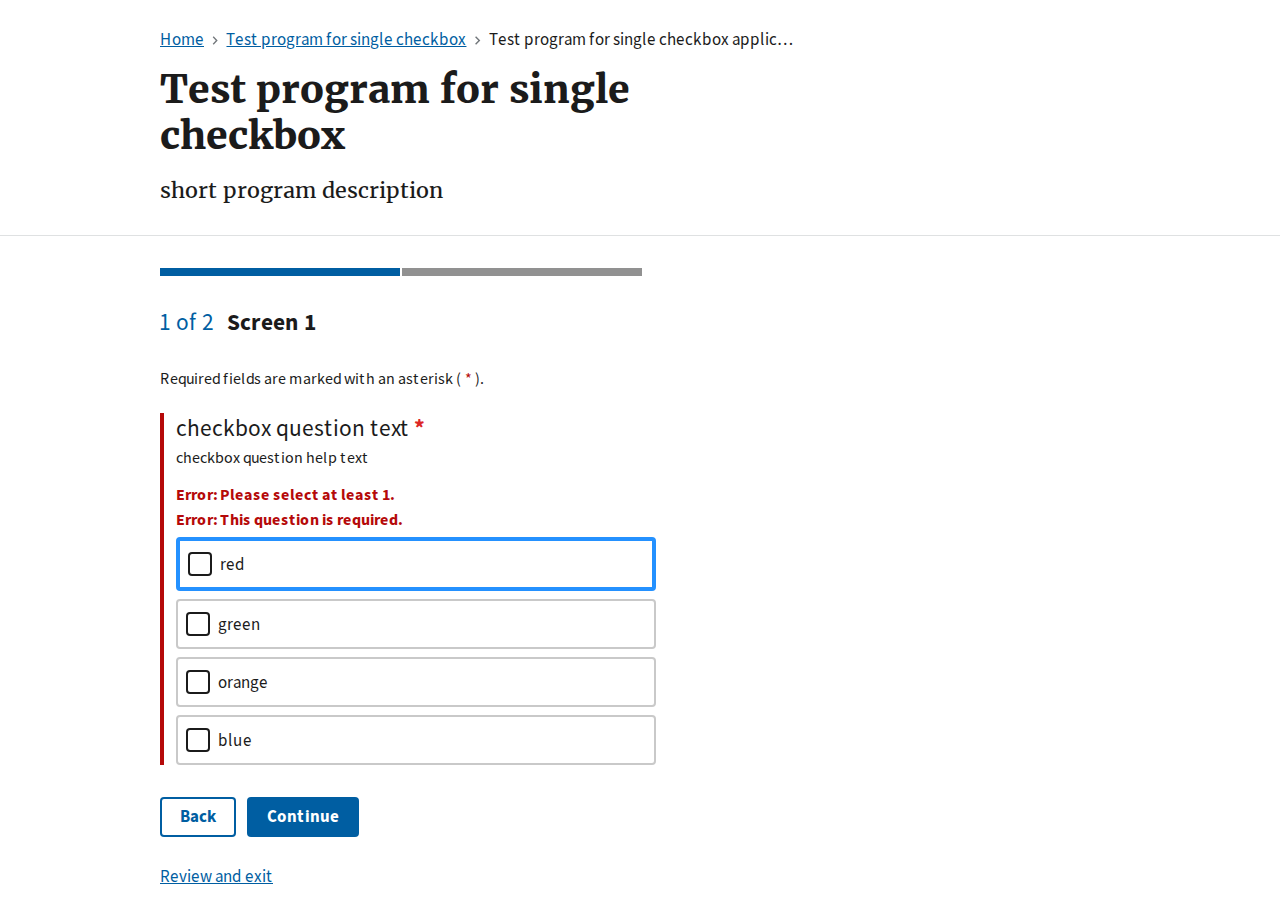 Home › Test program for single checkbox › Test program for single checkbox applic…
Test program for single
checkbox
short program description
1 of 2 Screen 1
Required fields are marked with an asterisk ( * ).
checkbox question text *
checkbox question help text
Error: Please select at least 1.
Error: This question is required.
red
green
orange
blue
Back Continue
Review and exit